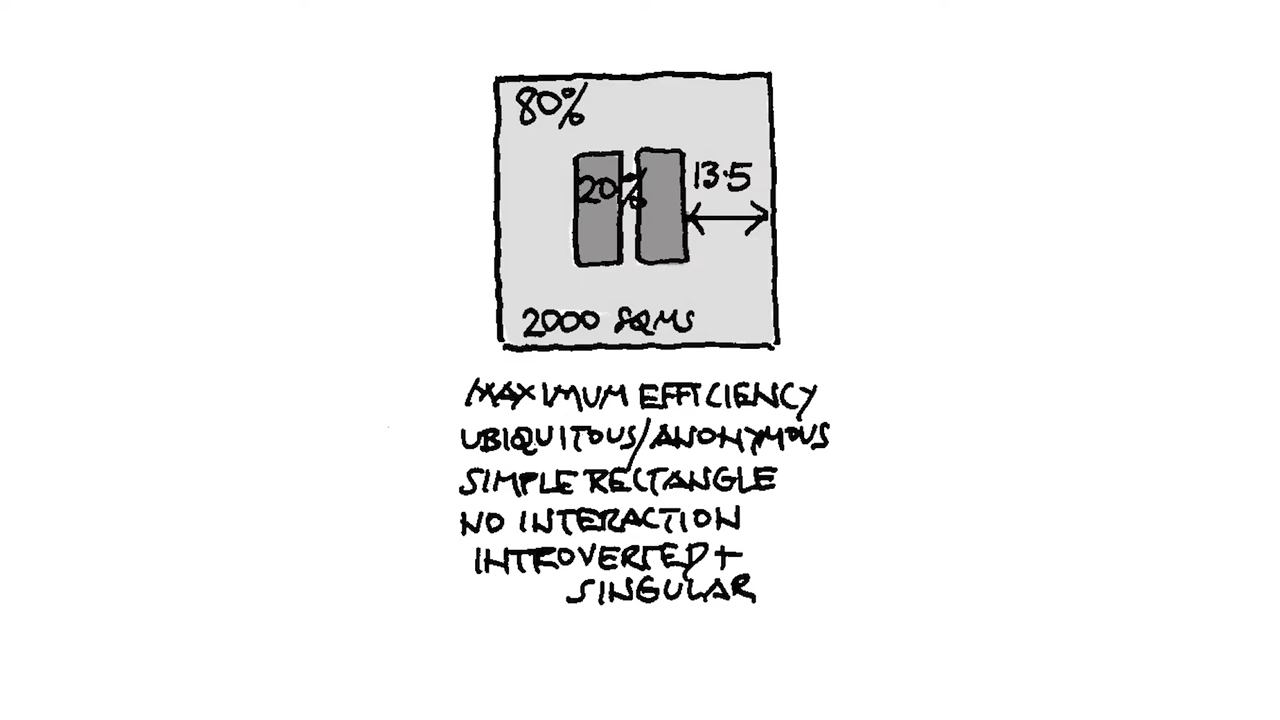 80%
20%
13.5
2000 SQMS
MAXIMUM EFFICIENCY
UBIQUITOUS/ANONYMOUS
SIMPLE RECTANGLE
NO INTERACTION
INTROVERTED +
SINGULAR